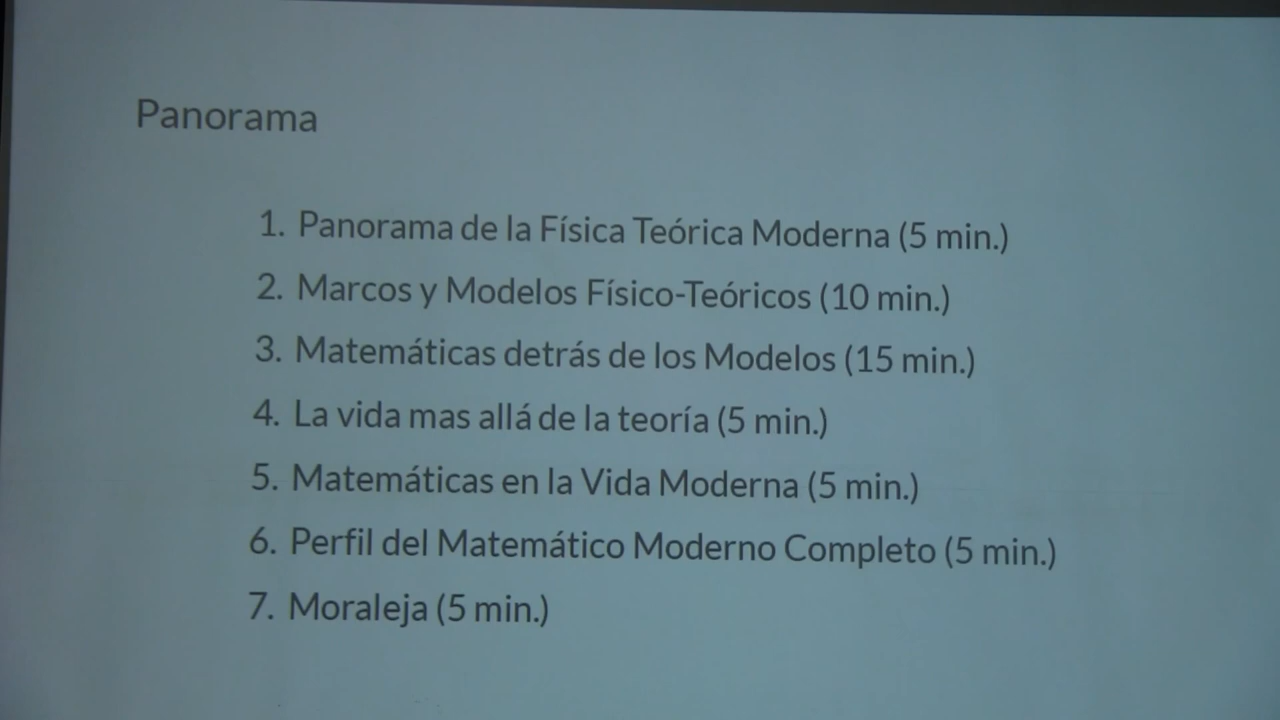 Panorama
1. Panorama de la Física Teórica Moderna (5 min.)
2. Marcos y Modelos Físico-Teóricos (10 min.)
3. Matemáticas detrás de los Modelos (15 min.)
4. La vida mas allá de la teoría (5 min.)
5. Matemáticas en la Vida Moderna (5 min.)
6. Perfil del Matemático Moderno Completo (5 min.)
7. Moraleja (5 min.)